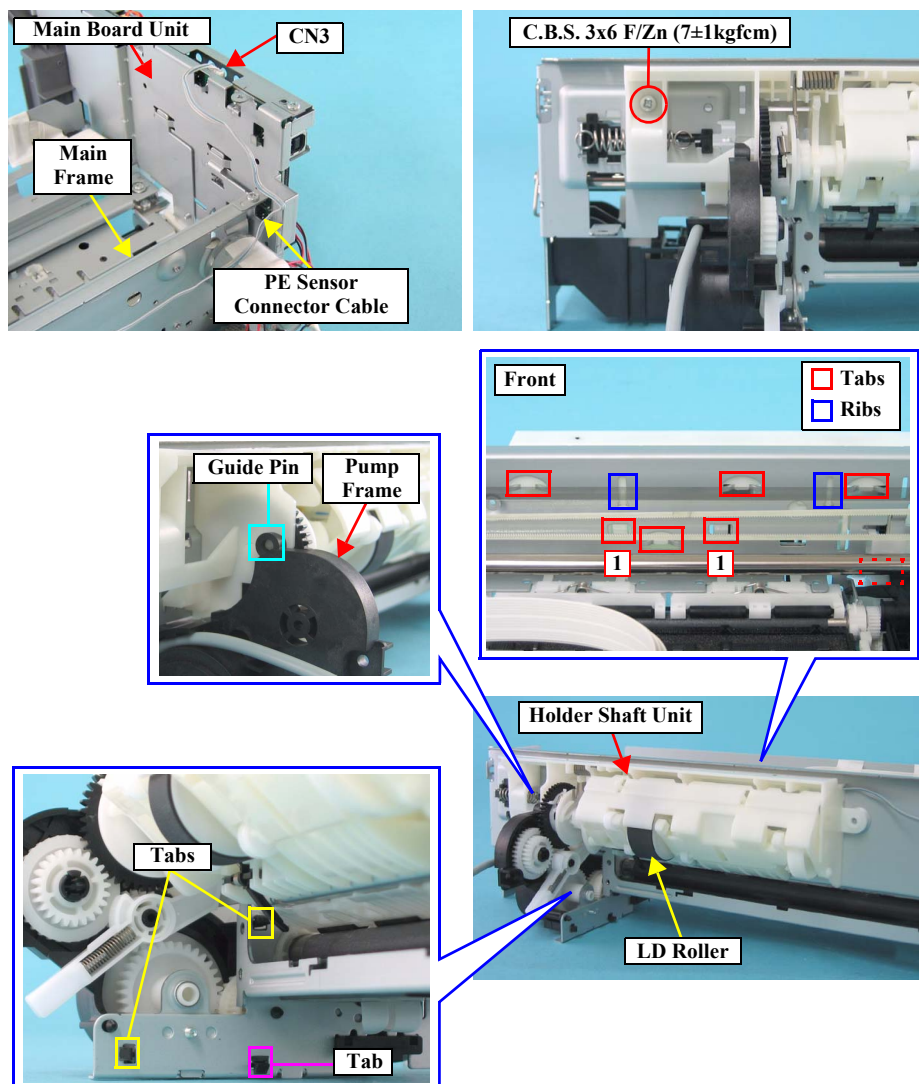 Main Board Unit
CN3
Main
Frame
PE Sensor
Connector Cable
C.B.S. 3x6 F/Zn (7±1kgfcm)
Front
Tabs
Ribs
1
1
Guide Pin
Pump
Frame
Holder Shaft Unit
LD Roller
Tabs
Tab